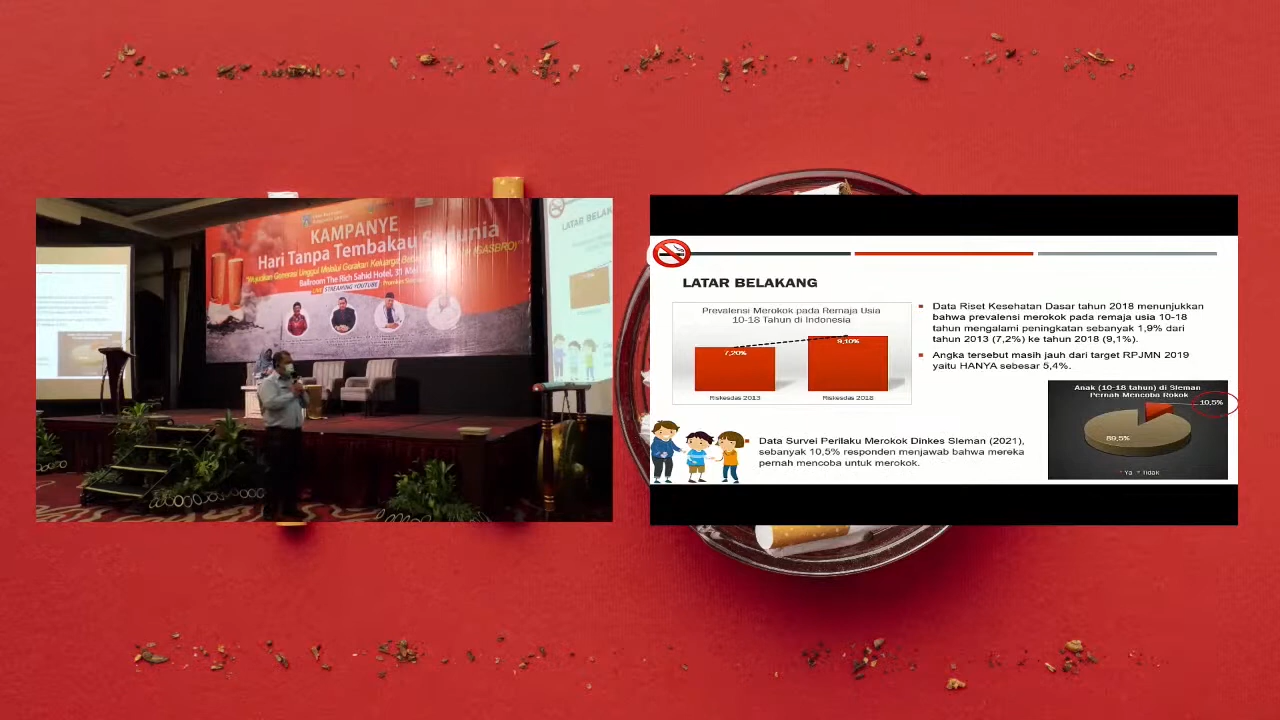 KAMPANYE
Hari Tanpa Tembakau
Ballroom The Rich Sahid Hotel, 31
STREAMING YOUTUBE
LATAR BELAK
LATAR BELAKANG
Prevalensi Merokok pada Remaja Usia
10-18 Tahun di Indonesia
7,20%
9,10%
Riskesdas 2013
Riskesdas 2018
Data Riset Kesehatan Dasar tahun 2018 menunjukkan
bahwa prevalensi merokok pada remaja usia 10-18
tahun mengalami peningkatan sebanyak 1,9% dari
tahun 2013 (7,2%) ke tahun 2018 (9,1%).
Angka tersebut masih jauh dari target RPJMN 2019
yaitu HANYA sebesar 5,4%.
Data Survei Perilaku Merokok Dinkes Sleman (2021),
sebanyak 10,5% responden menjawab bahwa mereka
pernah mencoba untuk merokok.
Anak (10-18 tahun) di Sleman
Pernah Mencoba Rokok
10,5%
89,5%
Ya Tidak